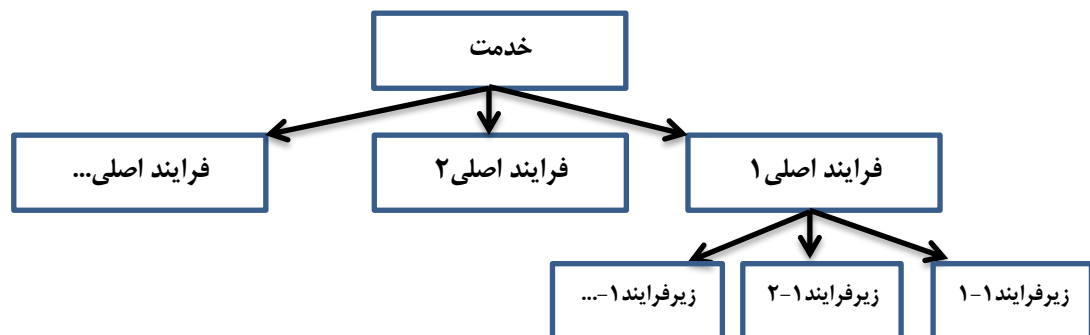 خدمت
فرایند اصلی۱
فرایند اصلی۲
فرایند اصلی...
زیرفرایند۱-۱
زیرفرایند۱-۲
زیرفرایند۱-...